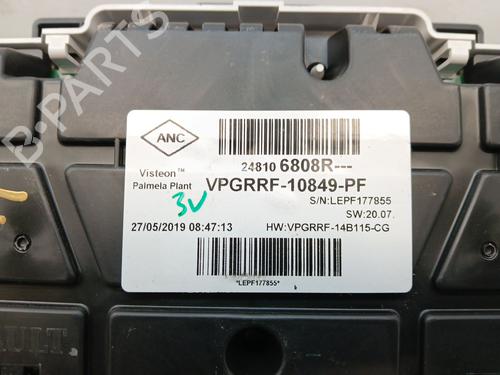 B-PARTS
ANC
Visteon™
Palmela Plant
24810 6808R---
VPGRRF-10849-PF
S/N:LEPF177855
SW:20.07.
3V
27/05/2019 08:47:13
HW:VPGRRF-14B115-CG
*LEPF177855*